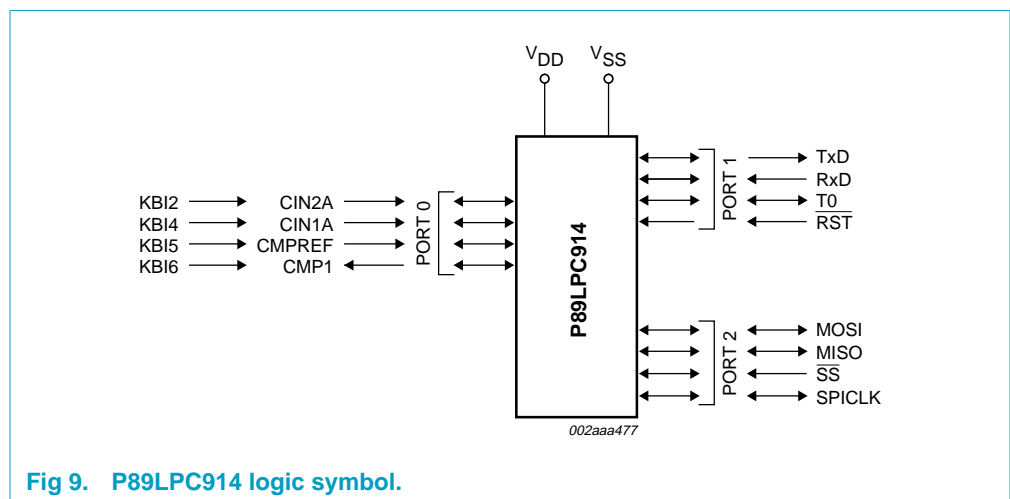 VDD VSS
KBI2 CIN2A
KBI4 CIN1A
KBI5 CMPREF
KBI6 CMP1
PORT 0
P89LPC914
PORT 1
TxD
RxD
T0
RST
PORT 2
MOSI
MISO
SS
SPICLK
002aaa477
Fig 9. P89LPC914 logic symbol.